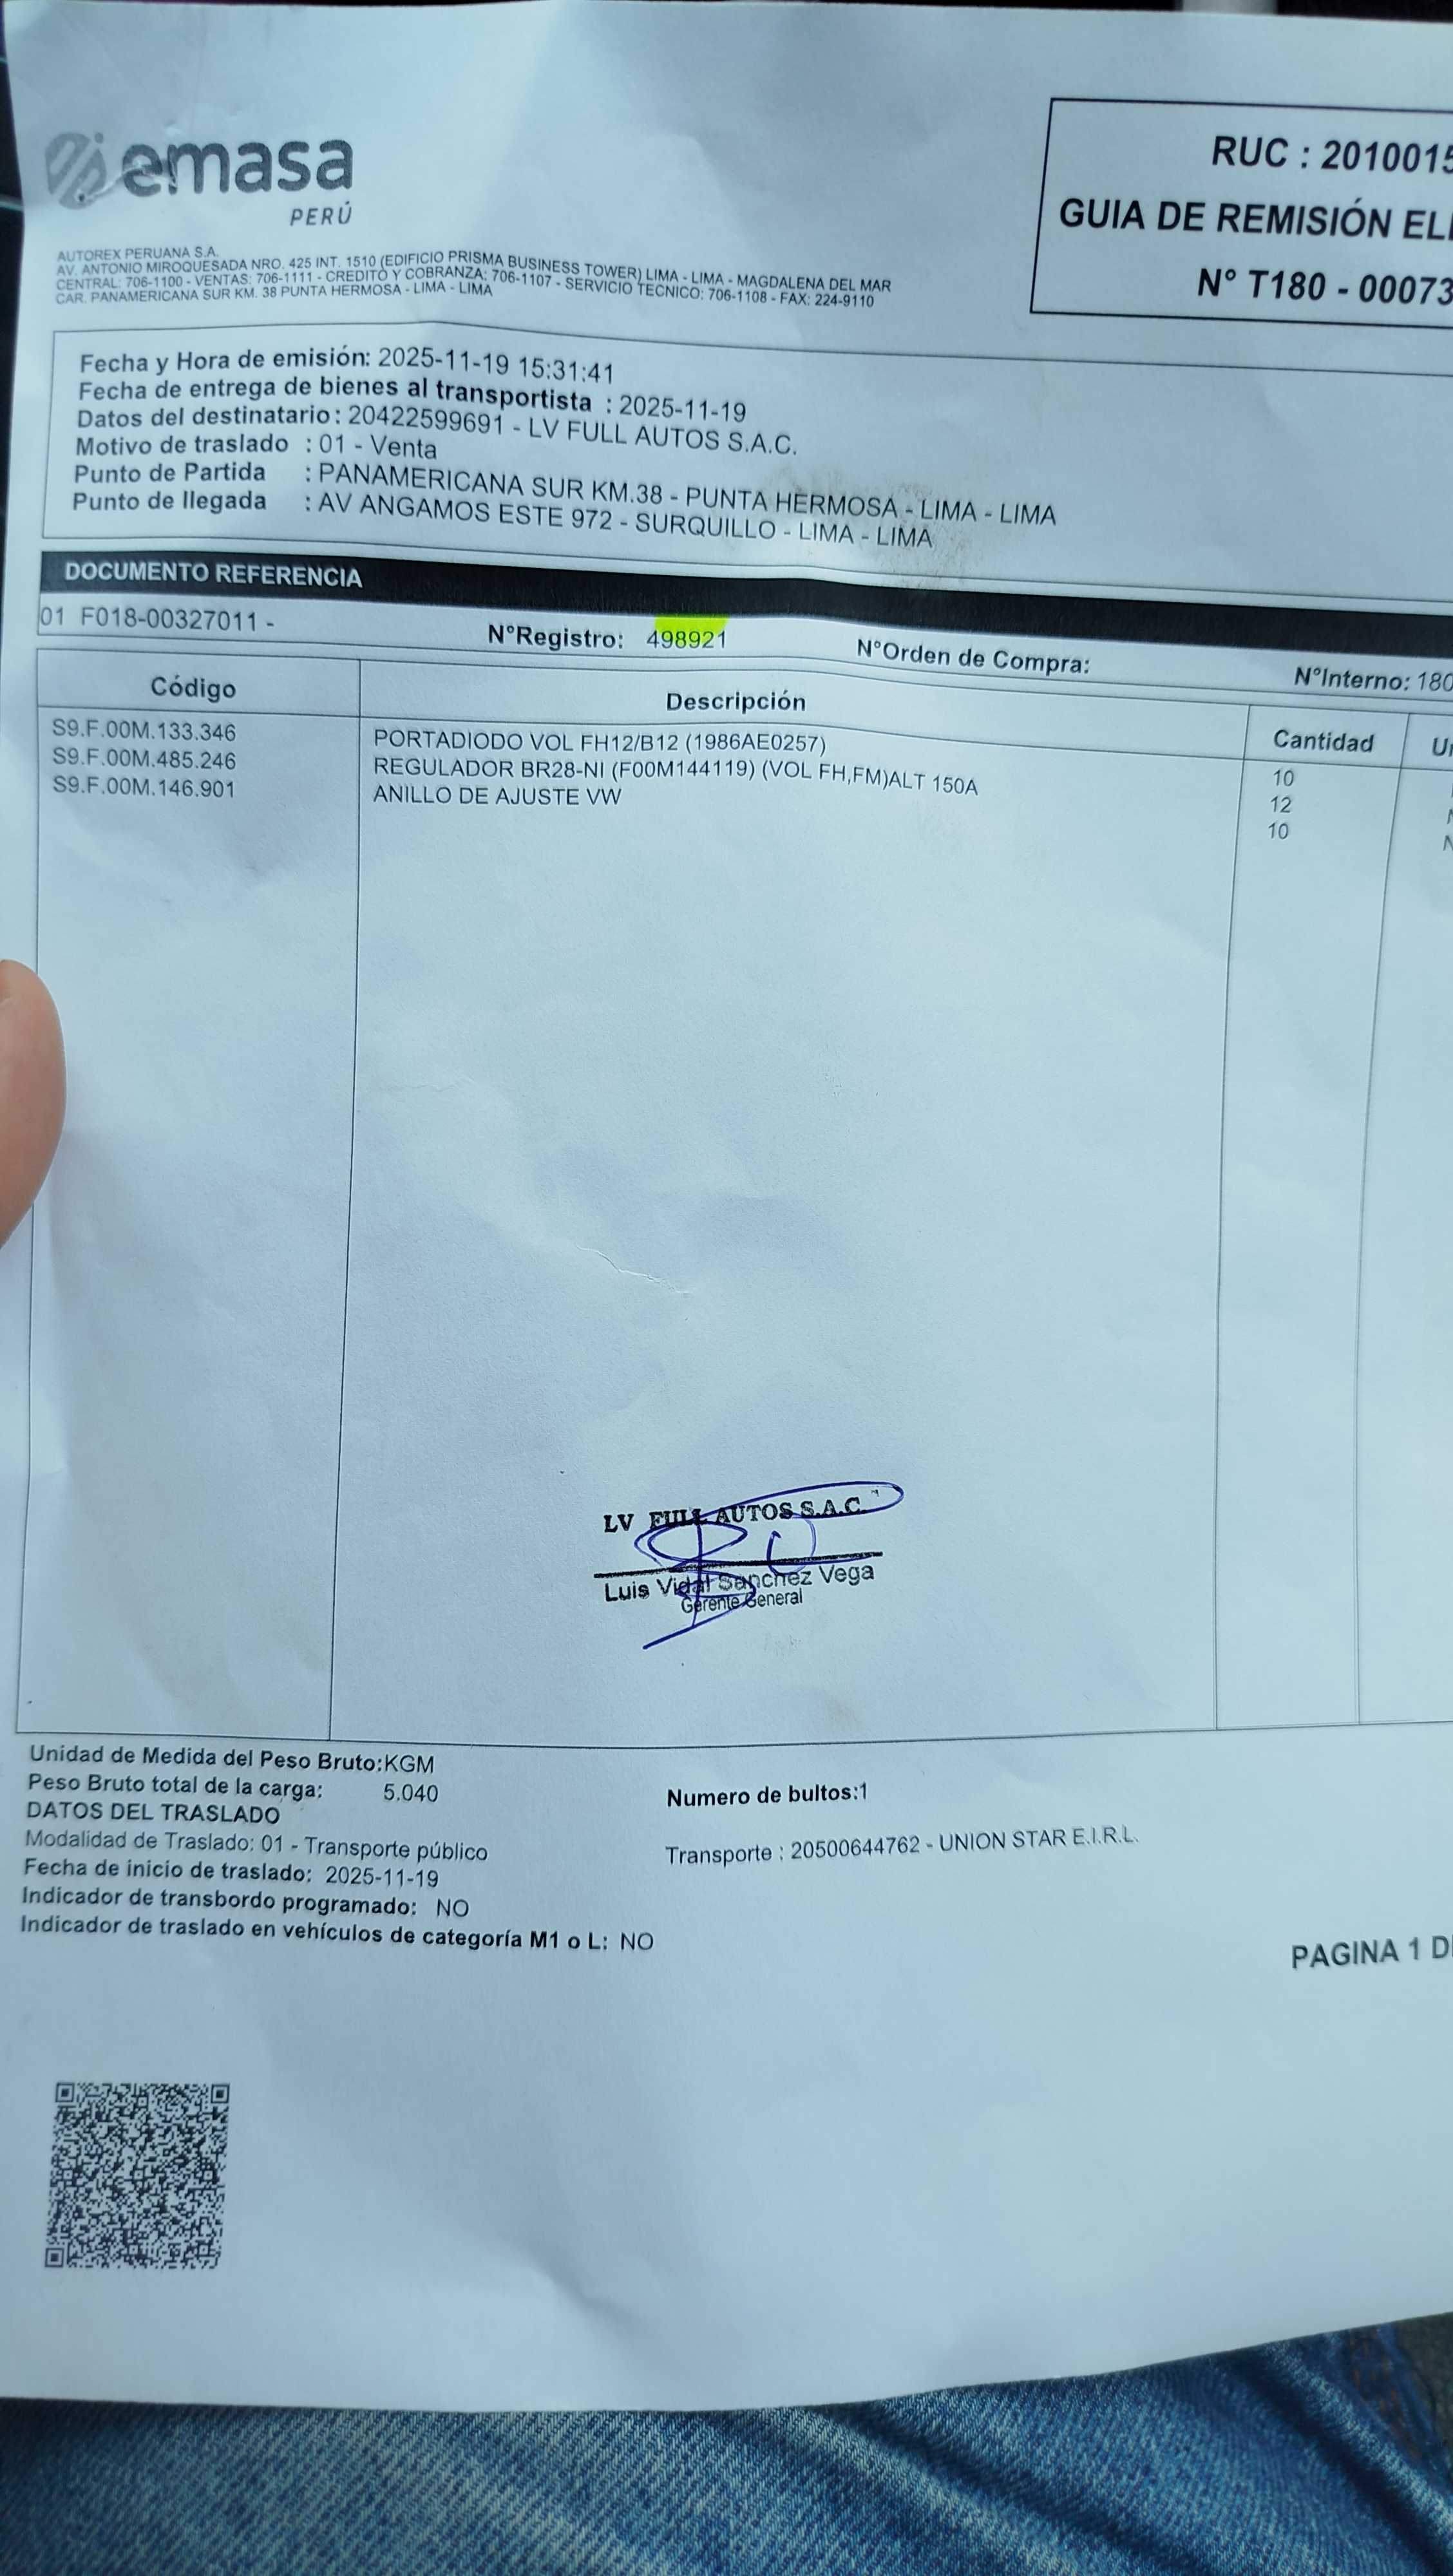 emasa
PERÚ
RUC : 2010015
GUIA DE REMISIÓN EL
N° T180 - 00073
AUTOREX PERUANA S.A.
AV. ANTONIO MIROQUESADA NRO. 425 INT. 1510 (EDIFICIO PRISMA BUSINESS TOWER) LIMA - LIMA - MAGDALENA DEL MAR
CENTRAL: 706-1100 - VENTAS: 706-1111 - CREDITO Y COBRANZA: 706-1107 - SERVICIO TECNICO: 706-1108 - FAX: 224-9110
CAR. PANAMERICANA SUR KM. 38 PUNTA HERMOSA - LIMA - LIMA
Fecha y Hora de emisión: 2025-11-19 15:31:41
Fecha de entrega de bienes al transportista : 2025-11-19
Datos del destinatario : 20422599691 - LV FULL AUTOS S.A.C.
Motivo de traslado : 01 - Venta
Punto de Partida : PANAMERICANA SUR KM.38 - PUNTA HERMOSA - LIMA - LIMA
Punto de llegada : AV ANGAMOS ESTE 972 - SURQUILLO - LIMA - LIMA
DOCUMENTO REFERENCIA
01 F018-00327011 - N°Registro: 498921 N°Orden de Compra: N°Interno: 180
Código Descripción Cantidad U
S9.F.00M.133.346 PORTADIODO VOL FH12/B12 (1986AE0257) 10
S9.F.00M.485.246 REGULADOR BR28-NI (F00M144119) (VOL FH,FM)ALT 150A 12
S9.F.00M.146.901 ANILLO DE AJUSTE VW 10
LV FULL AUTOS S.A.C.
Luis Vidal Sanchez Vega
Gerente General
Unidad de Medida del Peso Bruto:KGM
Peso Bruto total de la carga: 5.040 Numero de bultos:1
DATOS DEL TRASLADO
Modalidad de Traslado: 01 - Transporte público Transporte : 20500644762 - UNION STAR E.I.R.L.
Fecha de inicio de traslado: 2025-11-19
Indicador de transbordo programado: NO
Indicador de traslado en vehículos de categoría M1 o L: NO
PAGINA 1 D